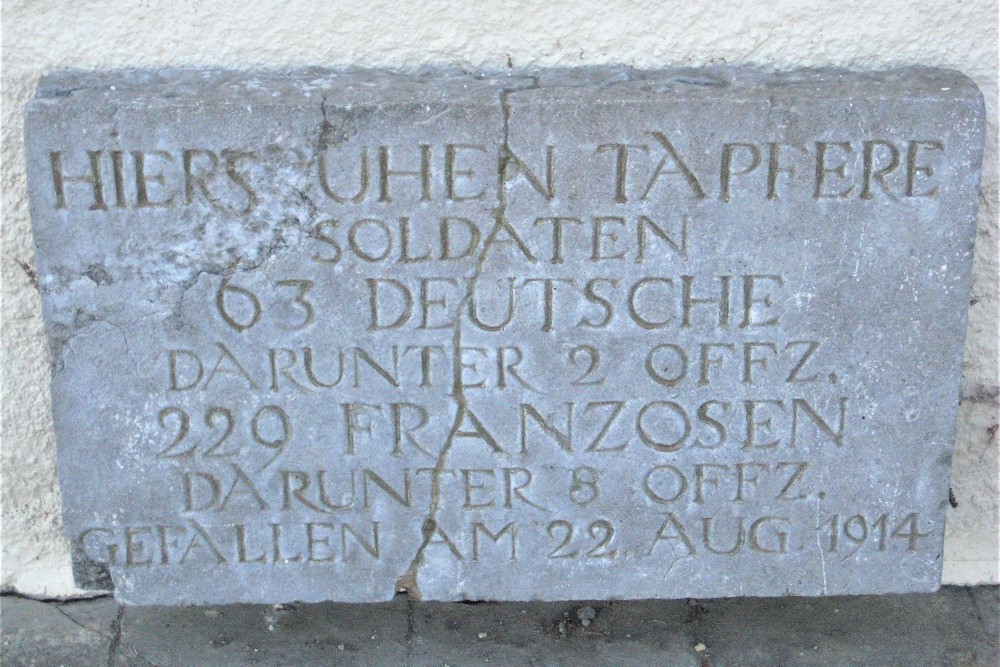 HIER RUHEN TAPFERE
SOLDATEN
63 DEUTSCHE
DARUNTER 2 OFFZ.
229 FRANZOSEN
DARUNTER 8 OFFZ.
GEFALLEN AM 22. AUG. 1914